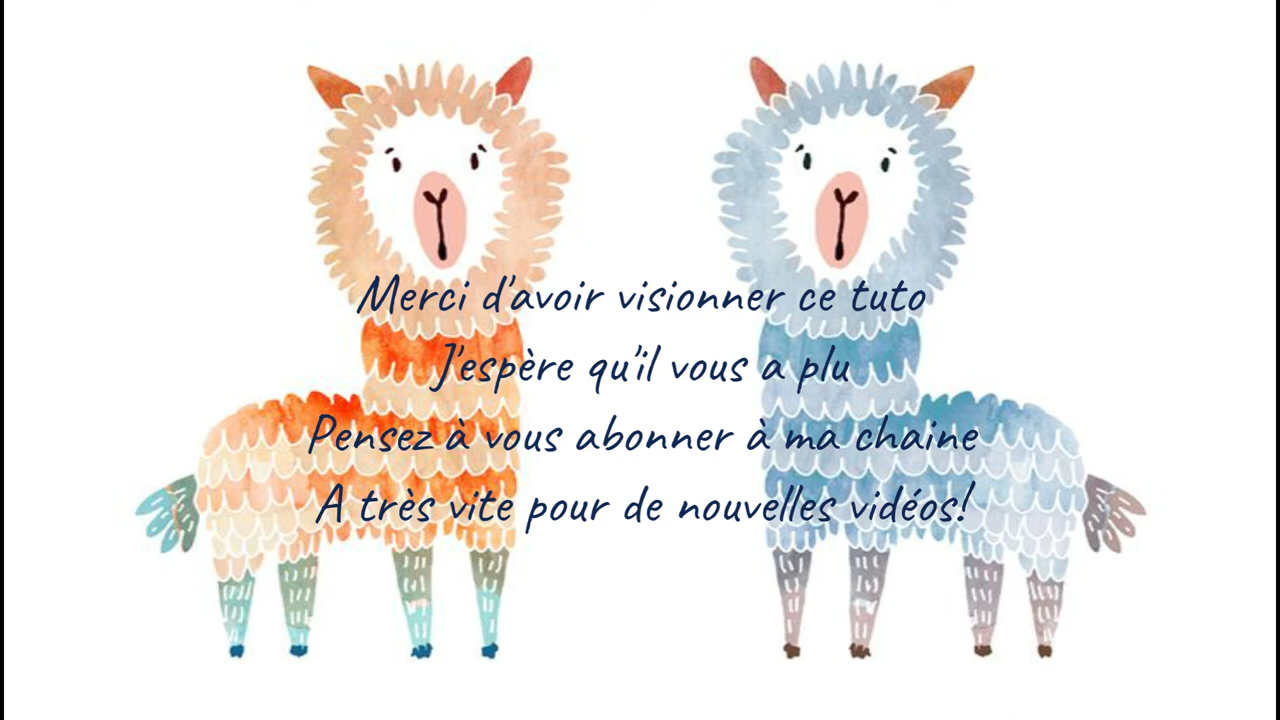 Merci d'avoir visionner ce tuto
J'espère qu'il vous a plu
Pensez à vous abonner à ma chaine
A très vite pour de nouvelles vidéos!